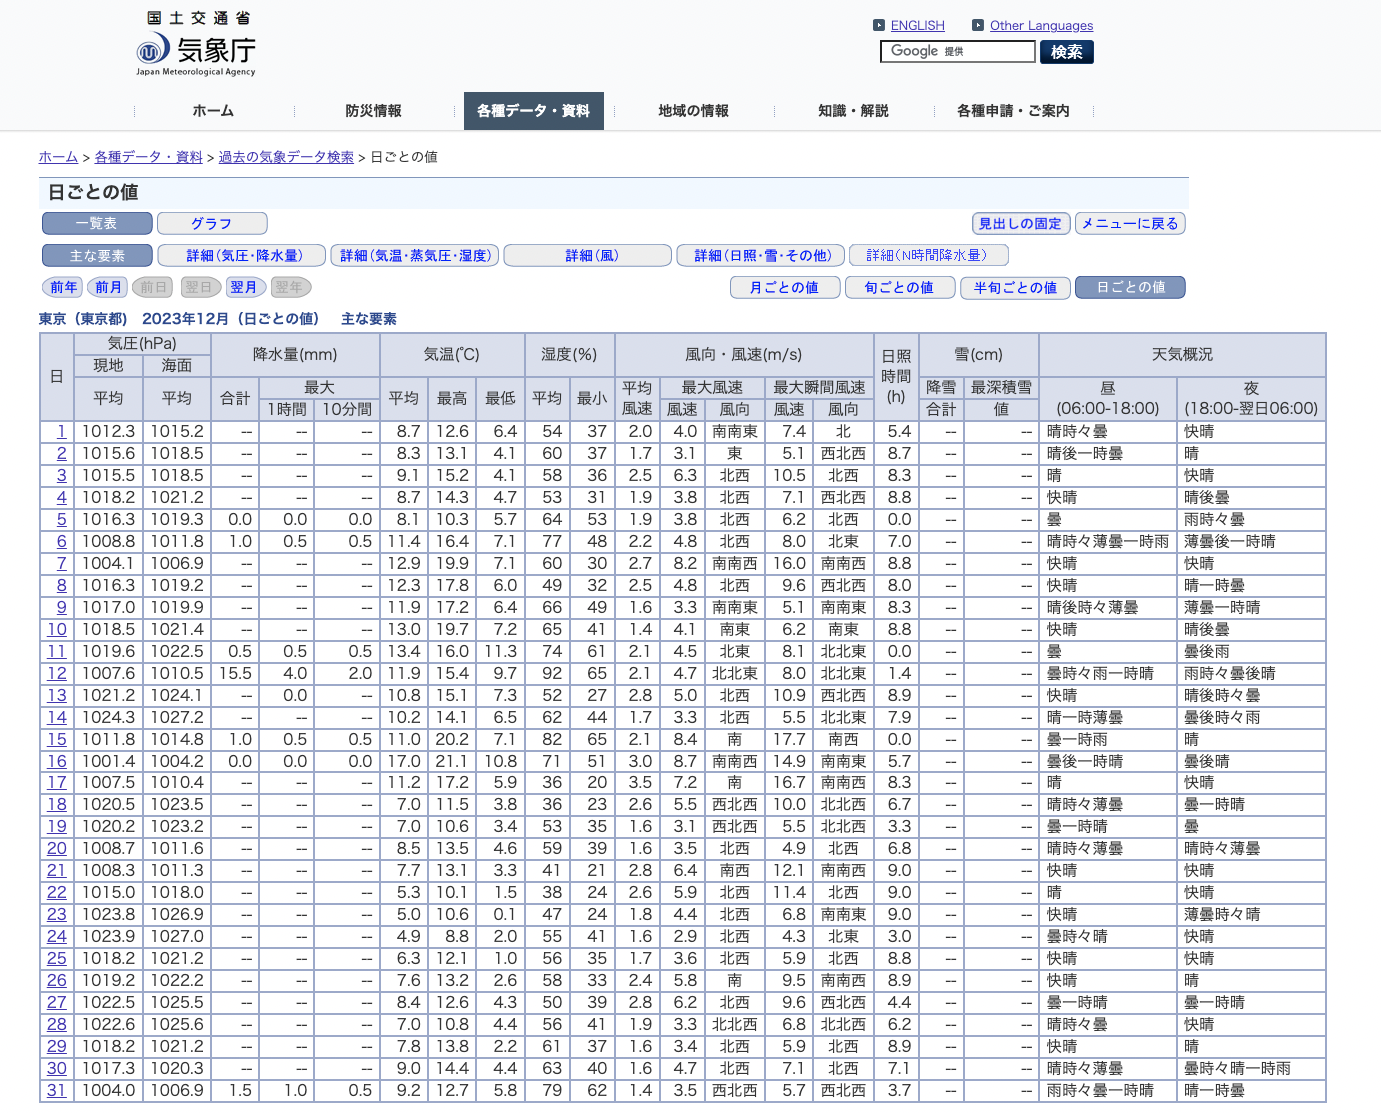 国土交通省
気象庁
Japan Meteorological Agency
ENGLISH Other Languages
Google 提供 検索
ホーム 防災情報 各種データ・資料 地域の情報 知識・解説 各種申請・ご案内
ホーム > 各種データ・資料 > 過去の気象データ検索 > 日ごとの値
日ごとの値
一覧表 グラフ 見出しの固定 メニューに戻る
主な要素 詳細(気圧・降水量) 詳細(気温・蒸気圧・湿度) 詳細(風) 詳細(日照・雪・その他) 詳細(N時間降水量)
前年 前月 前日 翌日 翌月 翌年 月ごとの値 旬ごとの値 半旬ごとの値 日ごとの値
東京（東京都) 2023年12月（日ごとの値） 主な要素
日 気圧(hPa) 降水量(mm) 気温(℃) 湿度(%) 風向・風速(m/s) 日照時間(h) 雪(cm) 天気概況
現地 海面 合計 最大 平均 最高 最低 平均 最小 平均風速 最大風速 最大瞬間風速 降雪 最深積雪 昼 夜
平均 平均 1時間 10分間 風速 風向 風速 風向 合計 値 (06:00-18:00) (18:00-翌日06:00)
1 1012.3 1015.2 -- -- -- 8.7 12.6 6.4 54 37 2.0 4.0 南南東 7.4 北 5.4 -- -- 晴時々曇 快晴
2 1015.6 1018.5 -- -- -- 8.3 13.1 4.1 60 37 1.7 3.1 東 5.1 西北西 8.7 -- -- 晴後一時曇 晴
3 1015.5 1018.5 -- -- -- 9.1 15.2 4.1 58 36 2.5 6.3 北西 10.5 北西 8.3 -- -- 晴 快晴
4 1018.2 1021.2 -- -- -- 8.7 14.3 4.7 53 31 1.9 3.8 北西 7.1 西北西 8.8 -- -- 快晴 晴後曇
5 1016.3 1019.3 0.0 0.0 0.0 8.1 10.3 5.7 64 53 1.9 3.8 北西 6.2 北西 0.0 -- -- 曇 雨時々曇
6 1008.8 1011.8 1.0 0.5 0.5 11.4 16.4 7.1 77 48 2.2 4.8 北西 8.0 北東 7.0 -- -- 晴時々薄曇一時雨 薄曇後一時晴
7 1004.1 1006.9 -- -- -- 12.9 19.9 7.1 60 30 2.7 8.2 南南西 16.0 南南西 8.8 -- -- 快晴 快晴
8 1016.3 1019.2 -- -- -- 12.3 17.8 6.0 49 32 2.5 4.8 北西 9.6 西北西 8.0 -- -- 快晴 晴一時曇
9 1017.0 1019.9 -- -- -- 11.9 17.2 6.4 66 49 1.6 3.3 南南東 5.1 南南東 8.3 -- -- 晴後時々薄曇 薄曇一時晴
10 1018.5 1021.4 -- -- -- 13.0 19.7 7.2 65 41 1.4 4.1 南東 6.2 南東 8.8 -- -- 快晴 晴後曇
11 1019.6 1022.5 0.5 0.5 0.5 13.4 16.0 11.3 74 61 2.1 4.5 北東 8.1 北北東 0.0 -- -- 曇 曇後雨
12 1007.6 1010.5 15.5 4.0 2.0 11.9 15.4 9.7 92 65 2.1 4.7 北北東 8.0 北北東 1.4 -- -- 曇時々雨一時晴 雨時々曇後晴
13 1021.2 1024.1 -- 0.0 -- 10.8 15.1 7.3 52 27 2.8 5.0 北西 10.9 西北西 8.9 -- -- 快晴 晴後時々曇
14 1024.3 1027.2 -- -- -- 10.2 14.1 6.5 62 44 1.7 3.3 北西 5.5 北北東 7.9 -- -- 晴一時薄曇 曇後時々雨
15 1011.8 1014.8 1.0 0.5 0.5 11.0 20.2 7.1 82 65 2.1 8.4 南 17.7 南西 0.0 -- -- 曇一時雨 晴
16 1001.4 1004.2 0.0 0.0 0.0 17.0 21.1 10.8 71 51 3.0 8.7 南南西 14.9 南南東 5.7 -- -- 曇後一時晴 曇後晴
17 1007.5 1010.4 -- -- -- 11.2 17.2 5.9 36 20 3.5 7.2 南 16.7 南南西 8.3 -- -- 晴 快晴
18 1020.5 1023.5 -- -- -- 7.0 11.5 3.8 36 23 2.6 5.5 西北西 10.0 北北西 6.7 -- -- 晴時々薄曇 曇一時晴
19 1020.2 1023.2 -- -- -- 7.0 10.6 3.4 53 35 1.6 3.1 西北西 5.5 北北西 3.3 -- -- 曇一時晴 曇
20 1008.7 1011.6 -- -- -- 8.5 13.5 4.6 59 39 1.6 3.5 北西 4.9 北西 6.8 -- -- 晴時々薄曇 晴時々薄曇
21 1008.3 1011.3 -- -- -- 7.7 13.1 3.3 41 21 2.8 6.4 南西 12.1 南南西 9.0 -- -- 快晴 快晴
22 1015.0 1018.0 -- -- -- 5.3 10.1 1.5 38 24 2.6 5.9 北西 11.4 北西 9.0 -- -- 晴 快晴
23 1023.8 1026.9 -- -- -- 5.0 10.6 0.1 47 24 1.8 4.4 北西 6.8 南南東 9.0 -- -- 快晴 薄曇時々晴
24 1023.9 1027.0 -- -- -- 4.9 8.8 2.0 55 41 1.6 2.9 北西 4.3 北東 3.0 -- -- 曇時々晴 快晴
25 1018.2 1021.2 -- -- -- 6.3 12.1 1.0 56 35 1.7 3.6 北西 5.9 北西 8.8 -- -- 快晴 快晴
26 1019.2 1022.2 -- -- -- 7.6 13.2 2.6 58 33 2.4 5.8 南 9.5 南南西 8.9 -- -- 快晴 晴
27 1022.5 1025.5 -- -- -- 8.4 12.6 4.3 50 39 2.8 6.2 北西 9.6 西北西 4.4 -- -- 曇一時晴 曇一時晴
28 1022.6 1025.6 -- -- -- 7.0 10.8 4.4 56 41 1.9 3.3 北北西 6.8 北北西 6.2 -- -- 晴時々曇 快晴
29 1018.2 1021.2 -- -- -- 7.8 13.8 2.2 61 37 1.6 3.4 北西 5.9 北西 8.9 -- -- 快晴 晴
30 1017.3 1020.3 -- -- -- 9.0 14.4 4.4 63 40 1.6 4.7 北西 7.1 北西 7.1 -- -- 晴時々薄曇 曇時々晴一時雨
31 1004.0 1006.9 1.5 1.0 0.5 9.2 12.7 5.8 79 62 1.4 3.5 西北西 5.7 西北西 3.7 -- -- 雨時々曇一時晴 晴一時曇